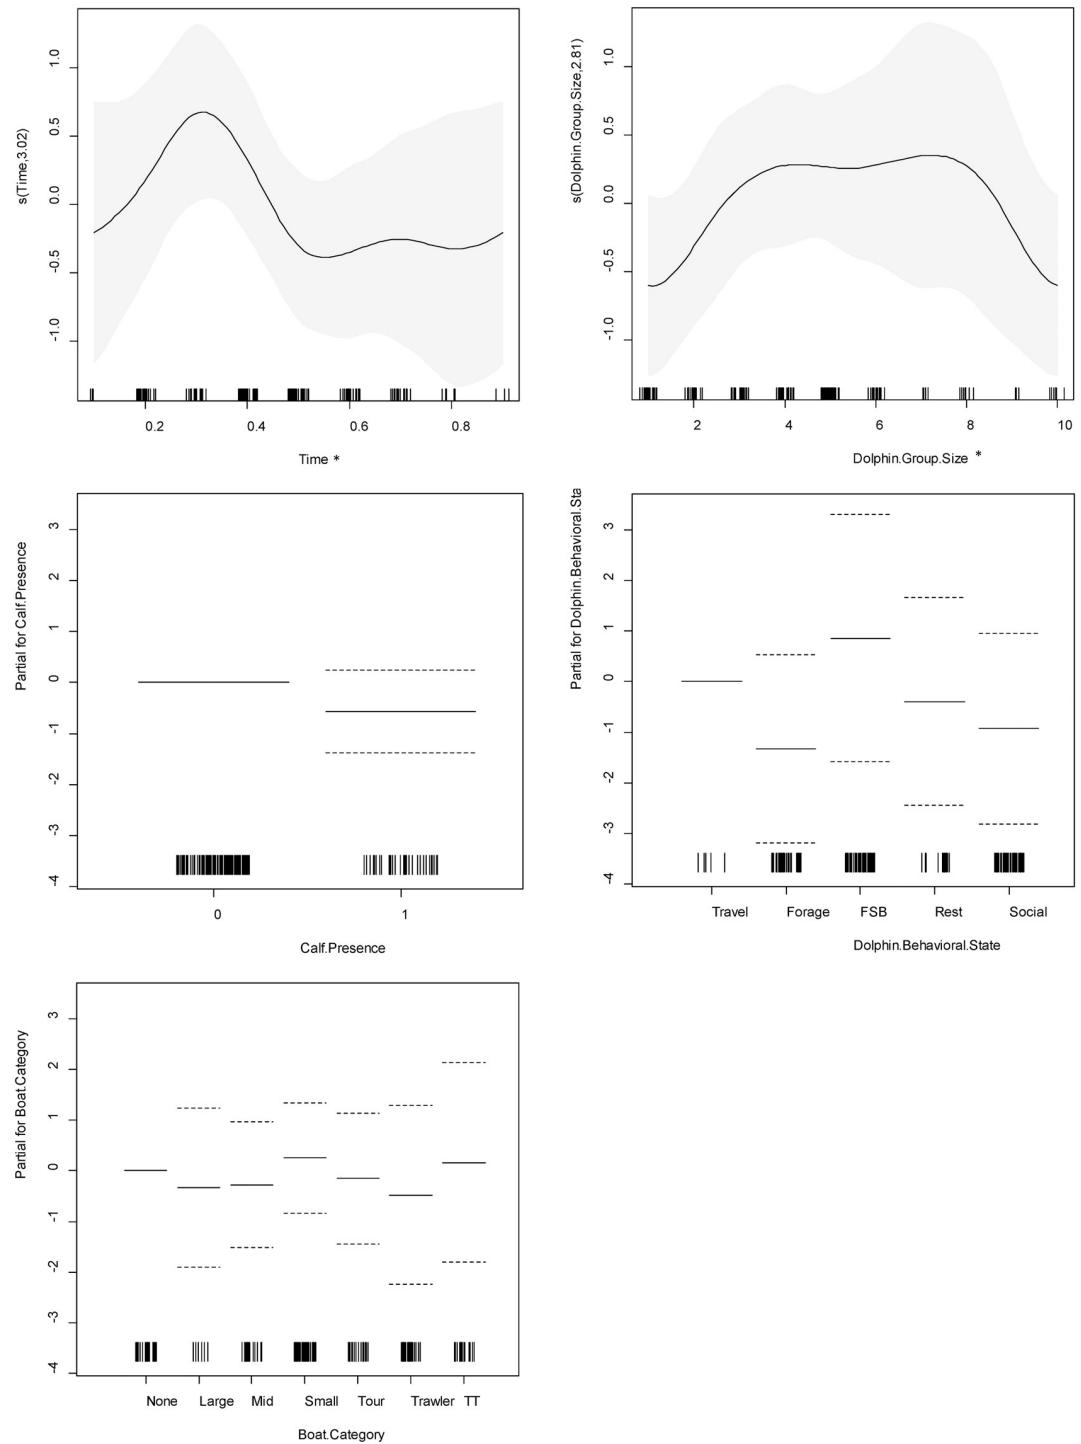 s(Time,3.02)
1.0
0.5
0.0
-0.5
-1.0
0.2
0.4
0.6
0.8
Time *
s(Dolphin.Group.Size,2.81)
1.0
0.5
0.0
-0.5
-1.0
2
4
6
8
10
Dolphin.Group.Size *
Partial for Calf.Presence
3
2
1
0
-1
-2
-3
-4
0
1
Calf.Presence
Partial for Dolphin.Behavioral.Sta
3
2
1
0
-1
-2
-3
-4
Travel
Forage
FSB
Rest
Social
Dolphin.Behavioral.State
Partial for Boat.Category
3
2
1
0
-1
-2
-3
-4
None
Large
Mid
Small
Tour
Trawler
TT
Boat.Category